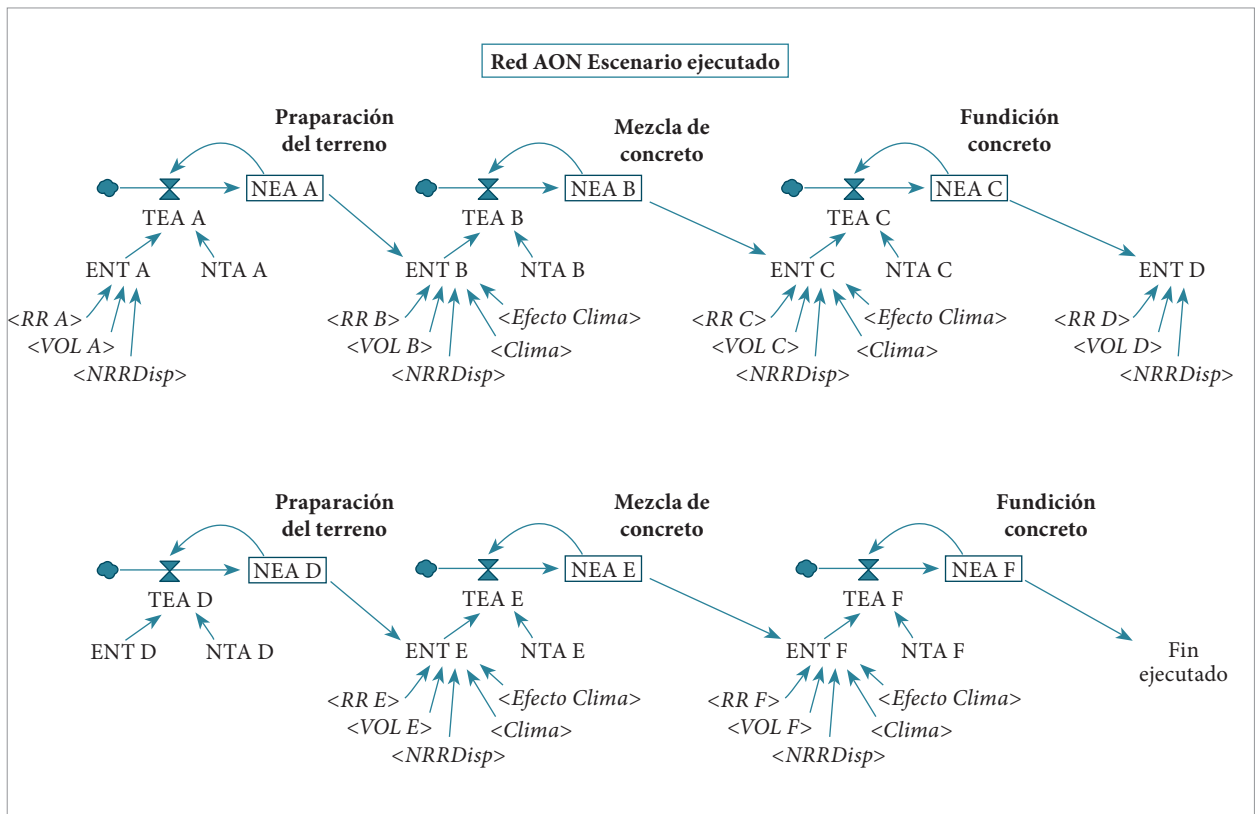 Red AON Escenario ejecutado
Praparación
del terreno
Mezcla de
concreto
Fundición
concreto
NEA A
NEA B
NEA C
TEA A
TEA B
TEA C
ENT A
NTA A
ENT B
NTA B
ENT C
NTA C
ENT D
<RR A>
<VOL A>
<NRRDisp>
<RR B>
<VOL B>
<NRRDisp>
<Efecto Clima>
<Clima>
<RR C>
<VOL C>
<NRRDisp>
<Efecto Clima>
<Clima>
<RR D>
<VOL D>
<NRRDisp>
Praparación
del terreno
Mezcla de
concreto
Fundición
concreto
NEA D
NEA E
NEA F
TEA D
TEA E
TEA F
ENT D
NTA D
ENT E
NTA E
ENT F
NTA F
Fin
ejecutado
<RR E>
<VOL E>
<NRRDisp>
<Efecto Clima>
<Clima>
<RR F>
<VOL F>
<NRRDisp>
<Efecto Clima>
<Clima>